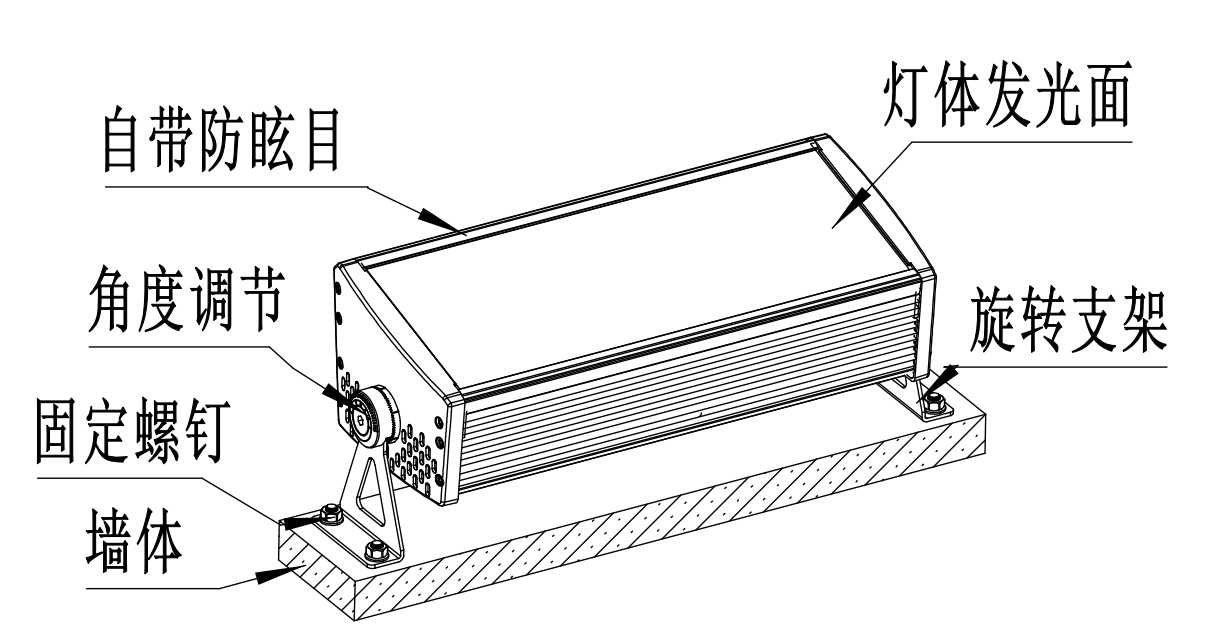 灯体发光面
自带防眩目
角度调节
旋转支架
固定螺钉
墙体